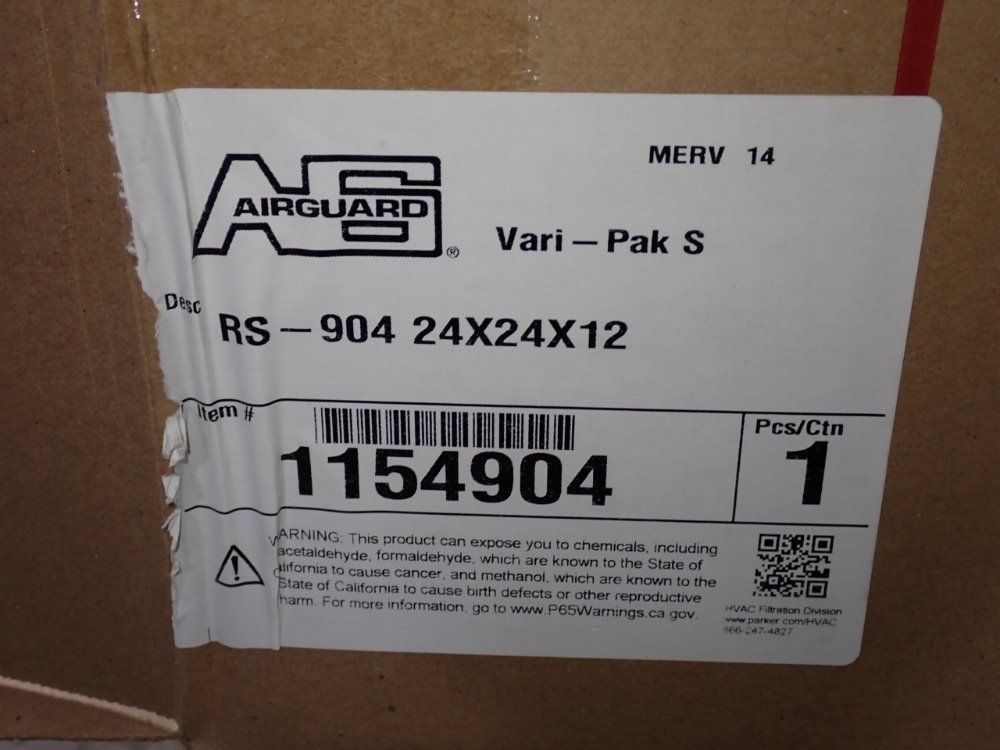 MERV 14
AIRGUARD ®
Vari - Pak S
Desc
RS - 904 24X24X12
Item #
1154904
Pcs/Ctn
1
WARNING: This product can expose you to chemicals, including
acetaldehyde, formaldehyde, which are known to the State of
California to cause cancer, and methanol, which are known to the
State of California to cause birth defects or other reproductive
harm. For more information, go to www.P65Warnings.ca.gov.
HVAC Filtration Division
www.parker.com/HVAC
866-247-4827